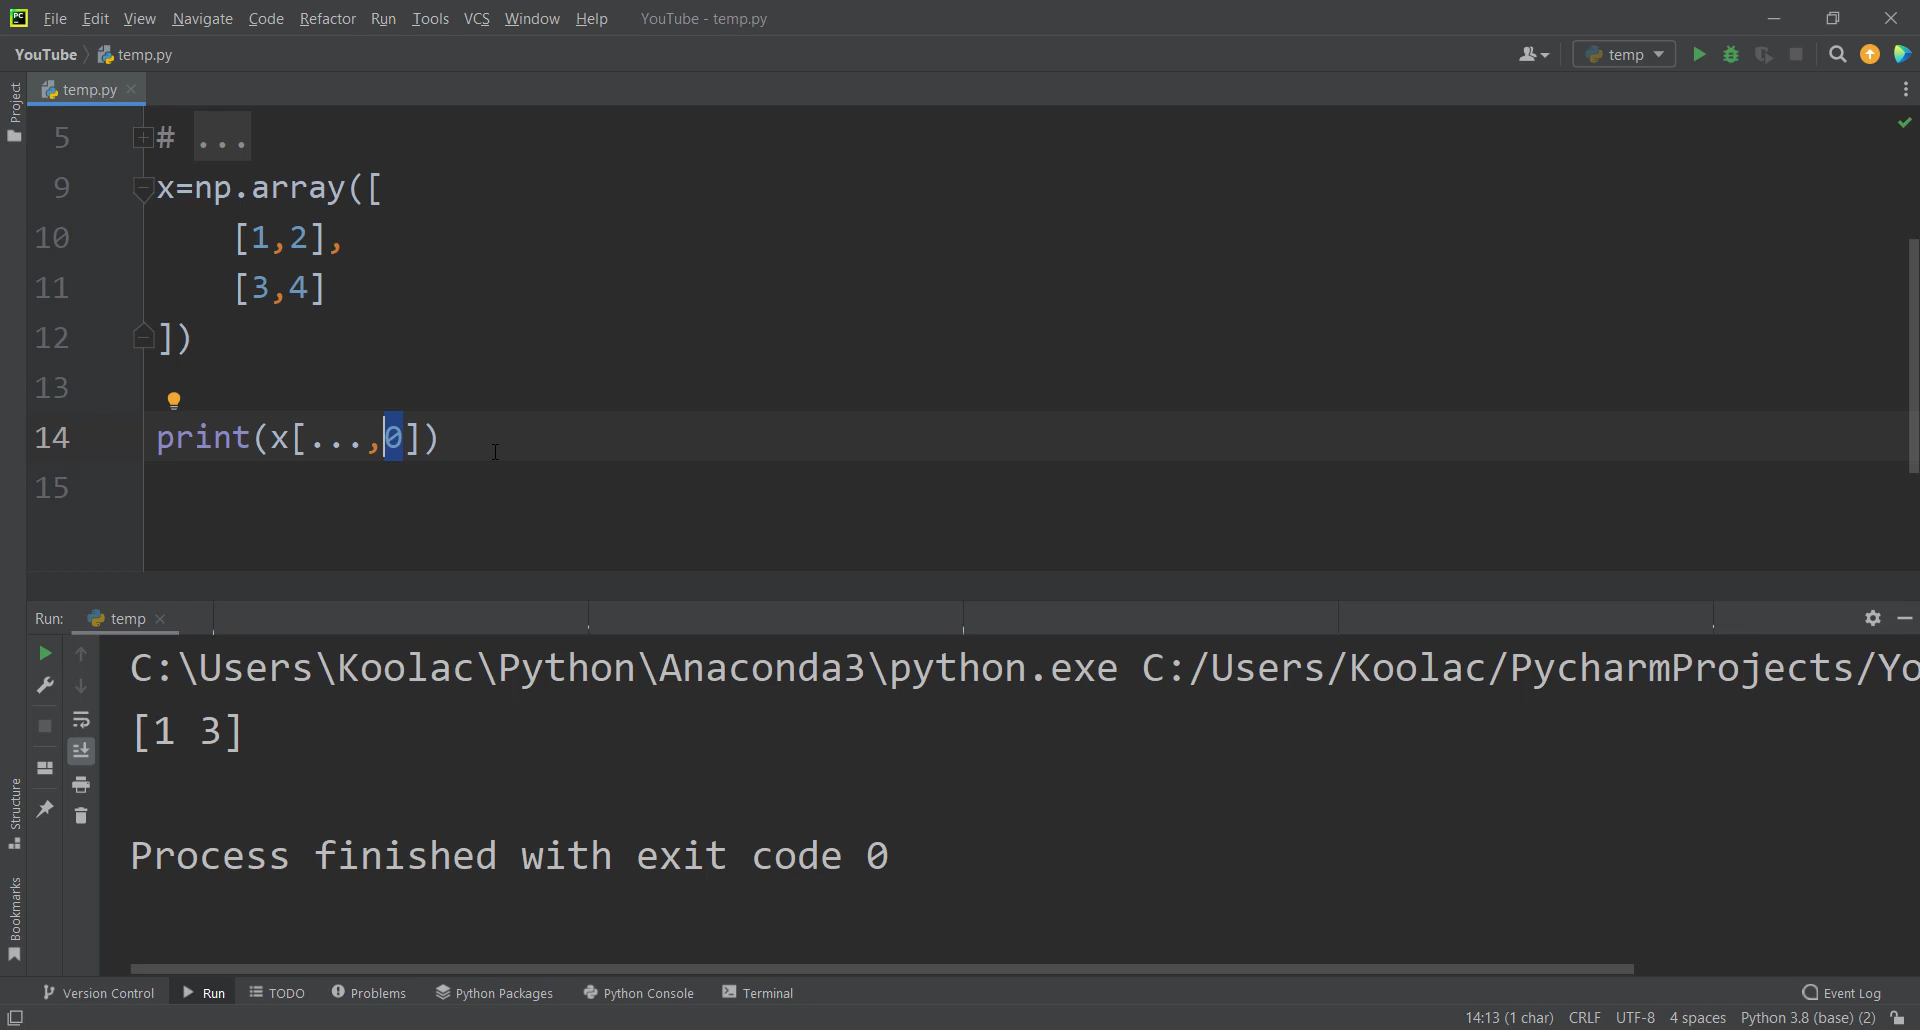 PC File Edit View Navigate Code Refactor Run Tools VCS Window Help YouTube - temp.py
YouTube temp.py temp
Project
temp.py
5 # ...
9 x=np.array([
10 [1,2],
11 [3,4]
12 ])
13
14 print(x[...,0])
15
Run: temp
C:\Users\Koolac\Python\Anaconda3\python.exe C:/Users/Koolac/PycharmProjects/Yo
[1 3]
Process finished with exit code 0
Structure
Bookmarks
Version Control Run TODO Problems Python Packages Python Console Terminal Event Log
14:13 (1 char) CRLF UTF-8 4 spaces Python 3.8 (base) (2)